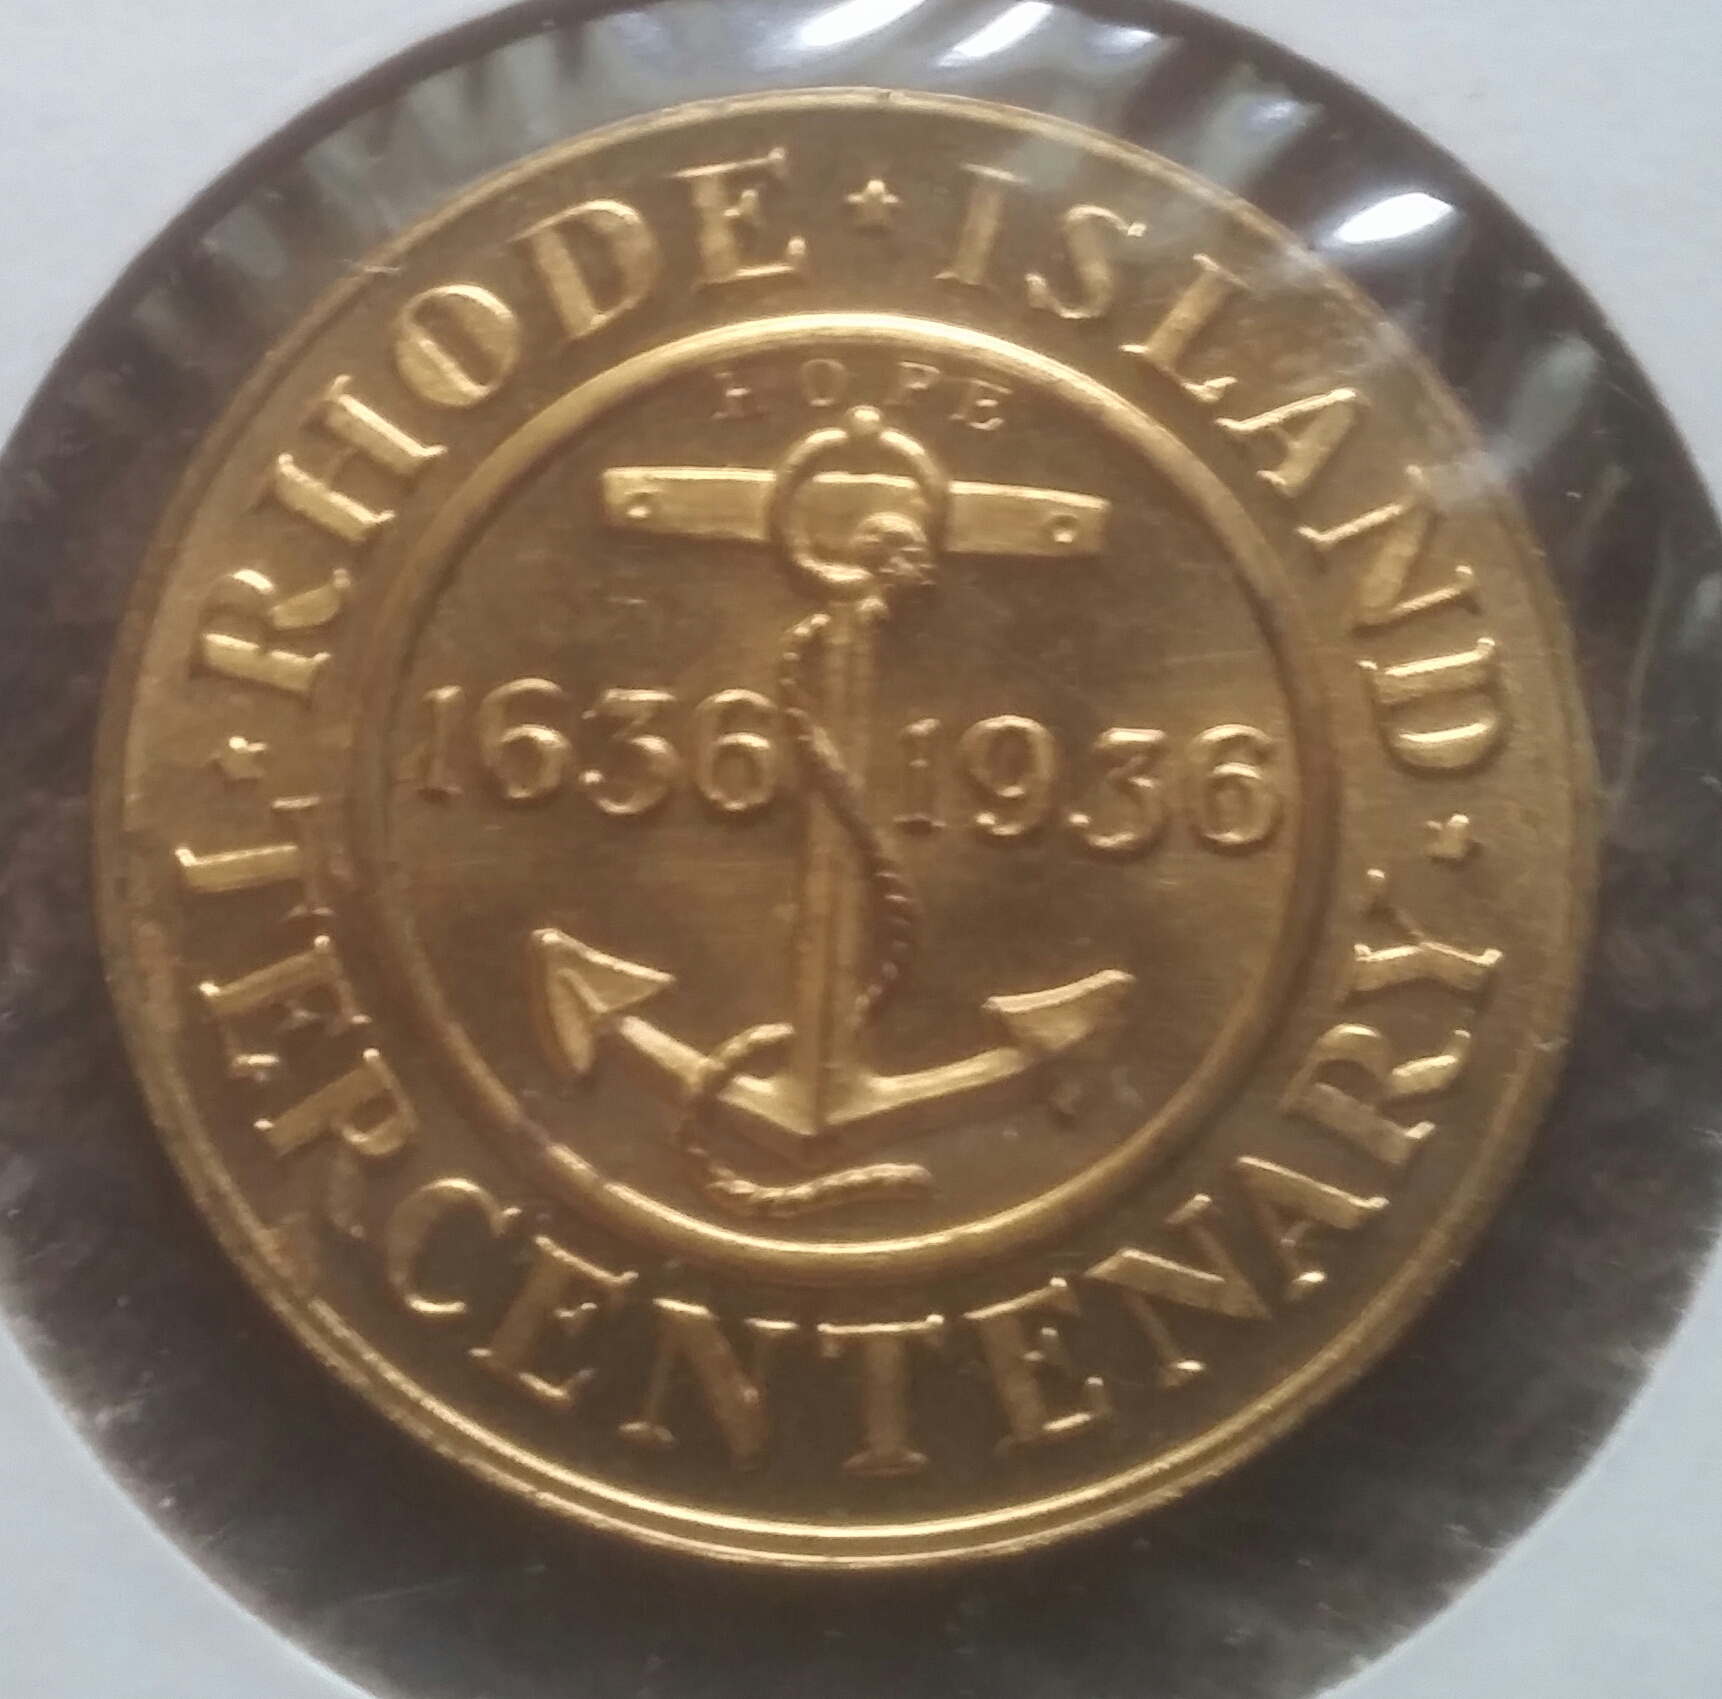 RHODE ★ ISLAND
★ TERCENTENARY ★
HOPE
1636 1936